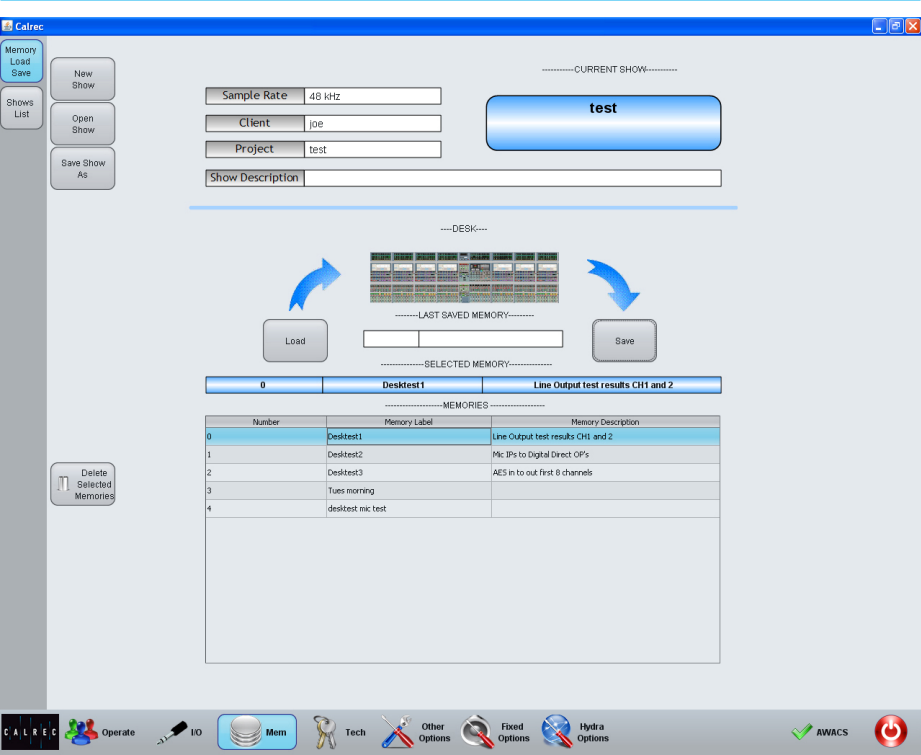 Calrec
Memory
Load
Save
Shows
List
New
Show
Open
Show
Save Show
As
-----------CURRENT SHOW-----------
test
Sample Rate 48 kHz
Client joe
Project test
Show Description
----DESK----
Load
--------LAST SAVED MEMORY---------
Save
---------------SELECTED MEMORY---------------
0 Desktest1 Line Output test results CH1 and 2
--------------------MEMORIES -------------------
Number Memory Label Memory Description
0 Desktest1 Line Output test results CH1 and 2
1 Desktest2 Mic IPs to Digital Direct OP's
2 Desktest3 AES in to out first 8 channels
3 Tues morning
4 desktest mic test
Delete
Selected
Memories
CALREC
Operate
I/O
Mem
Tech
Other
Options
Fixed
Options
Hydra
Options
AWACS